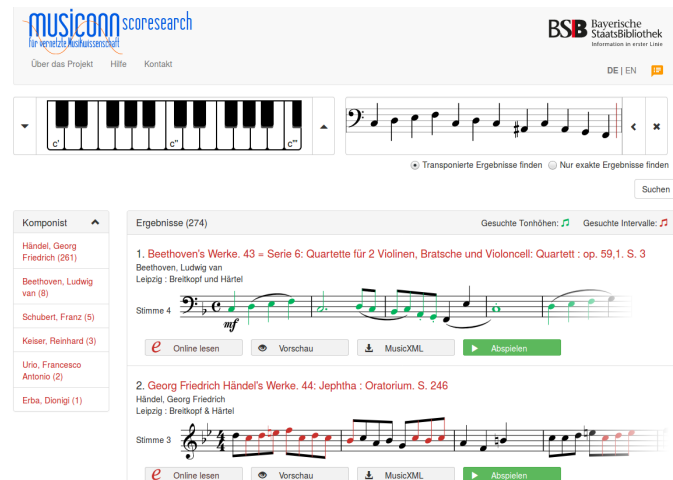 musiconn scoresearch
für vernetzte Musikwissenschaft
BSB Bayerische
StaatsBibliothek
Information in erster Linie
Über das Projekt Hilfe Kontakt
DE | EN
c' c'' c'''
Transponierte Ergebnisse finden Nur exakte Ergebnisse finden
Suchen
Komponist
Händel, Georg
Friedrich (261)
Beethoven, Ludwig
van (8)
Schubert, Franz (5)
Keiser, Reinhard (3)
Urio, Francesco
Antonio (2)
Erba, Dionigi (1)
Ergebnisse (274) Gesuchte Tonhöhen: Gesuchte Intervalle:
1. Beethoven's Werke. 43 = Serie 6: Quartette für 2 Violinen, Bratsche und Violoncell: Quartett : op. 59,1. S. 3
Beethoven, Ludwig van
Leipzig : Breitkopf und Härtel
Stimme 4
mf
Online lesen Vorschau MusicXML Abspielen
2. Georg Friedrich Händel's Werke. 44: Jephtha : Oratorium. S. 246
Händel, Georg Friedrich
Leipzig : Breitkopf & Härtel
Stimme 3
Online lesen Vorschau MusicXML Abspielen